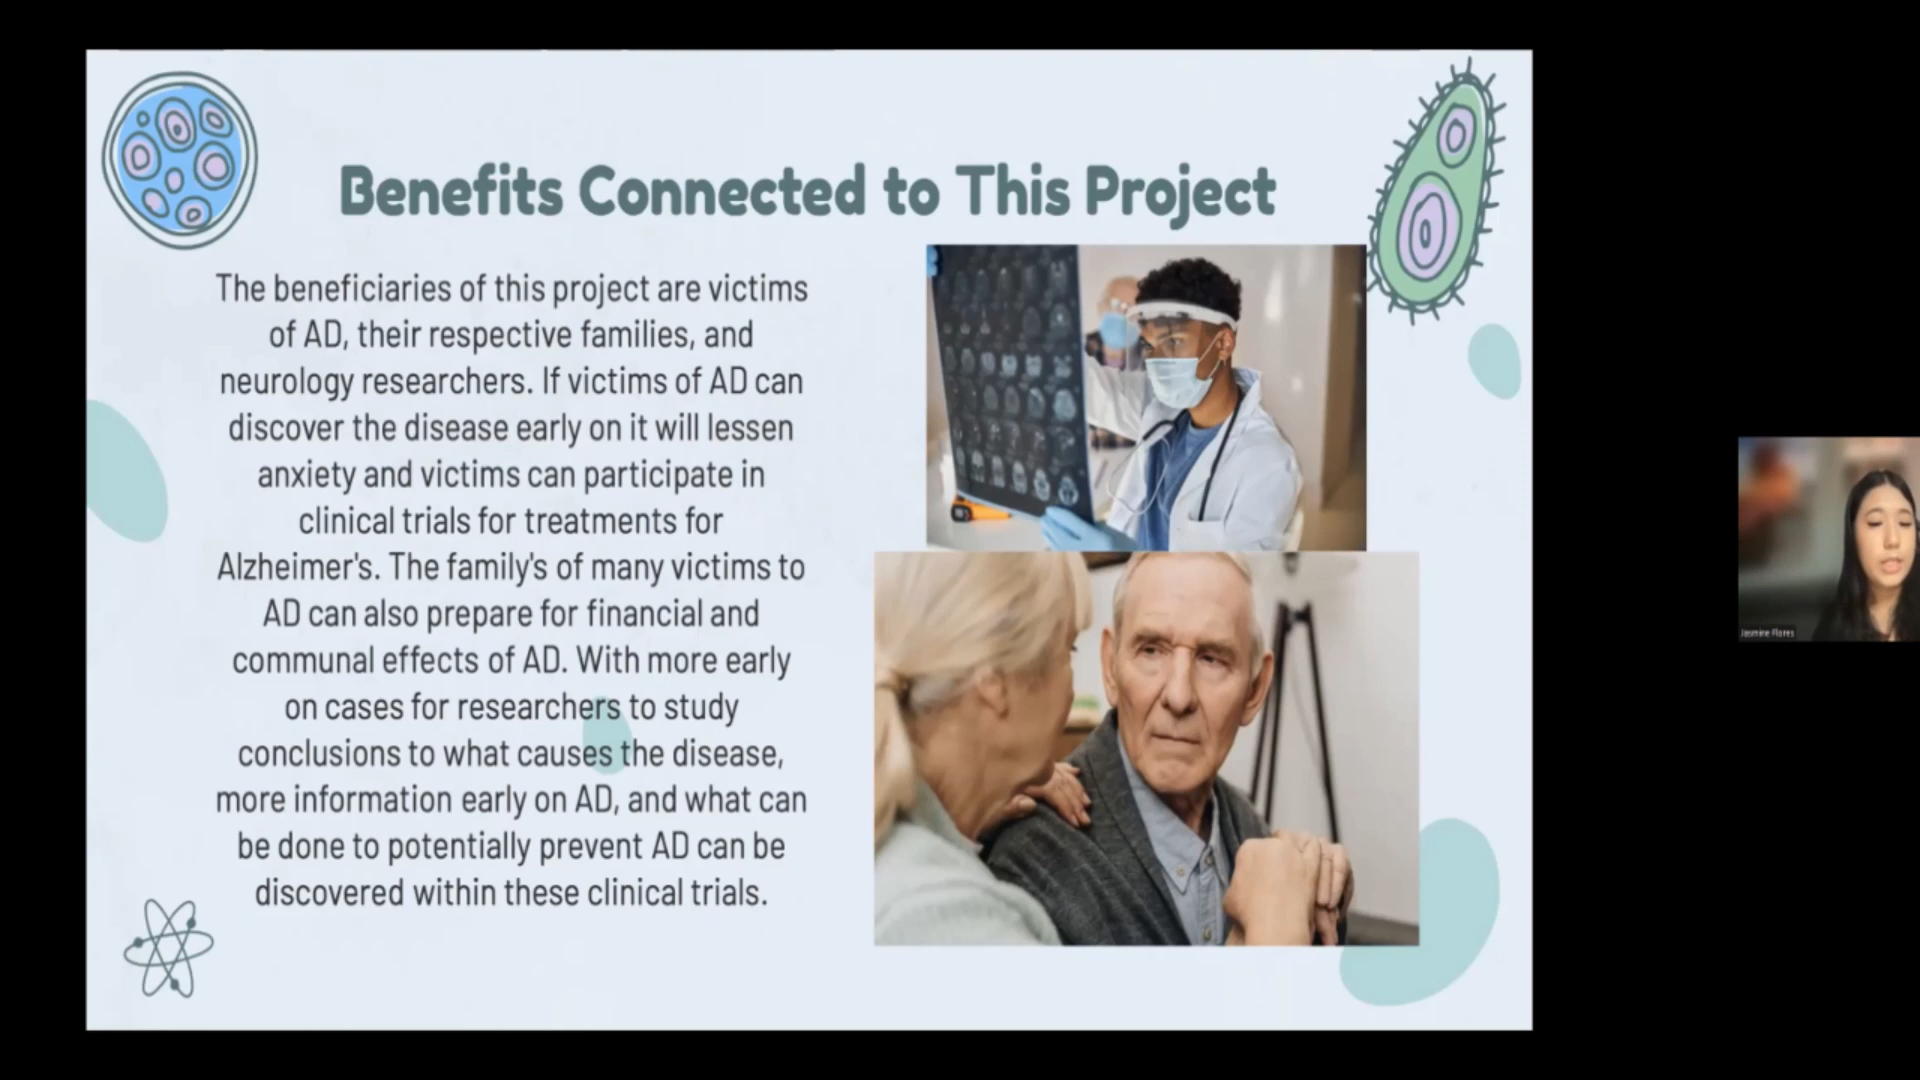 Benefits Connected to This Project
The beneficiaries of this project are victims
of AD, their respective families, and
neurology researchers. If victims of AD can
discover the disease early on it will lessen
anxiety and victims can participate in
clinical trials for treatments for
Alzheimer's. The family's of many victims to
AD can also prepare for financial and
communal effects of AD. With more early
on cases for researchers to study
conclusions to what causes the disease,
more information early on AD, and what can
be done to potentially prevent AD can be
discovered within these clinical trials.
Jasmine Flores